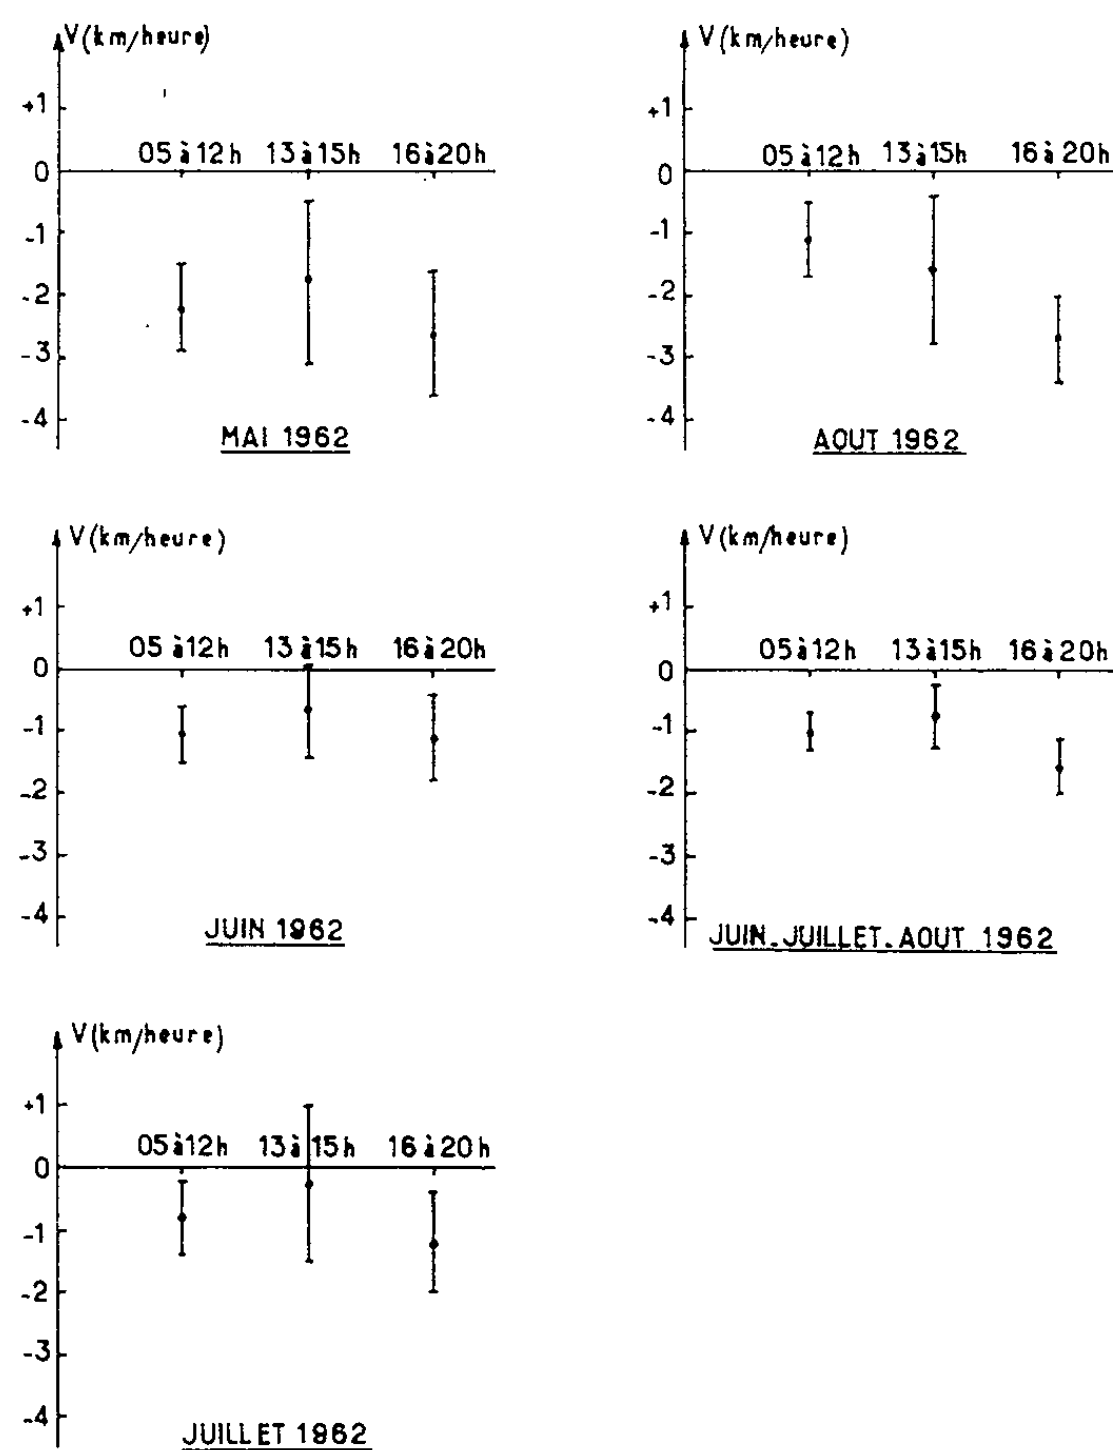 V(km/heure)
+1
05 à 12h 13 à 15h 16 à 20h
0
-1
-2
-3
-4
MAI 1962
V(km/heure)
+1
05 à 12h 13 à 15h 16 à 20h
0
-1
-2
-3
-4
AOUT 1962
V(km/heure)
+1
05 à 12h 13 à 15h 16 à 20h
0
-1
-2
-3
-4
JUIN 1962
V(km/heure)
+1
05 à 12h 13 à 15h 16 à 20h
0
-1
-2
-3
-4
JUIN-JUILLET-AOUT 1962
V(km/heure)
+1
05 à 12h 13 à 15h 16 à 20h
0
-1
-2
-3
-4
JUILLET 1962